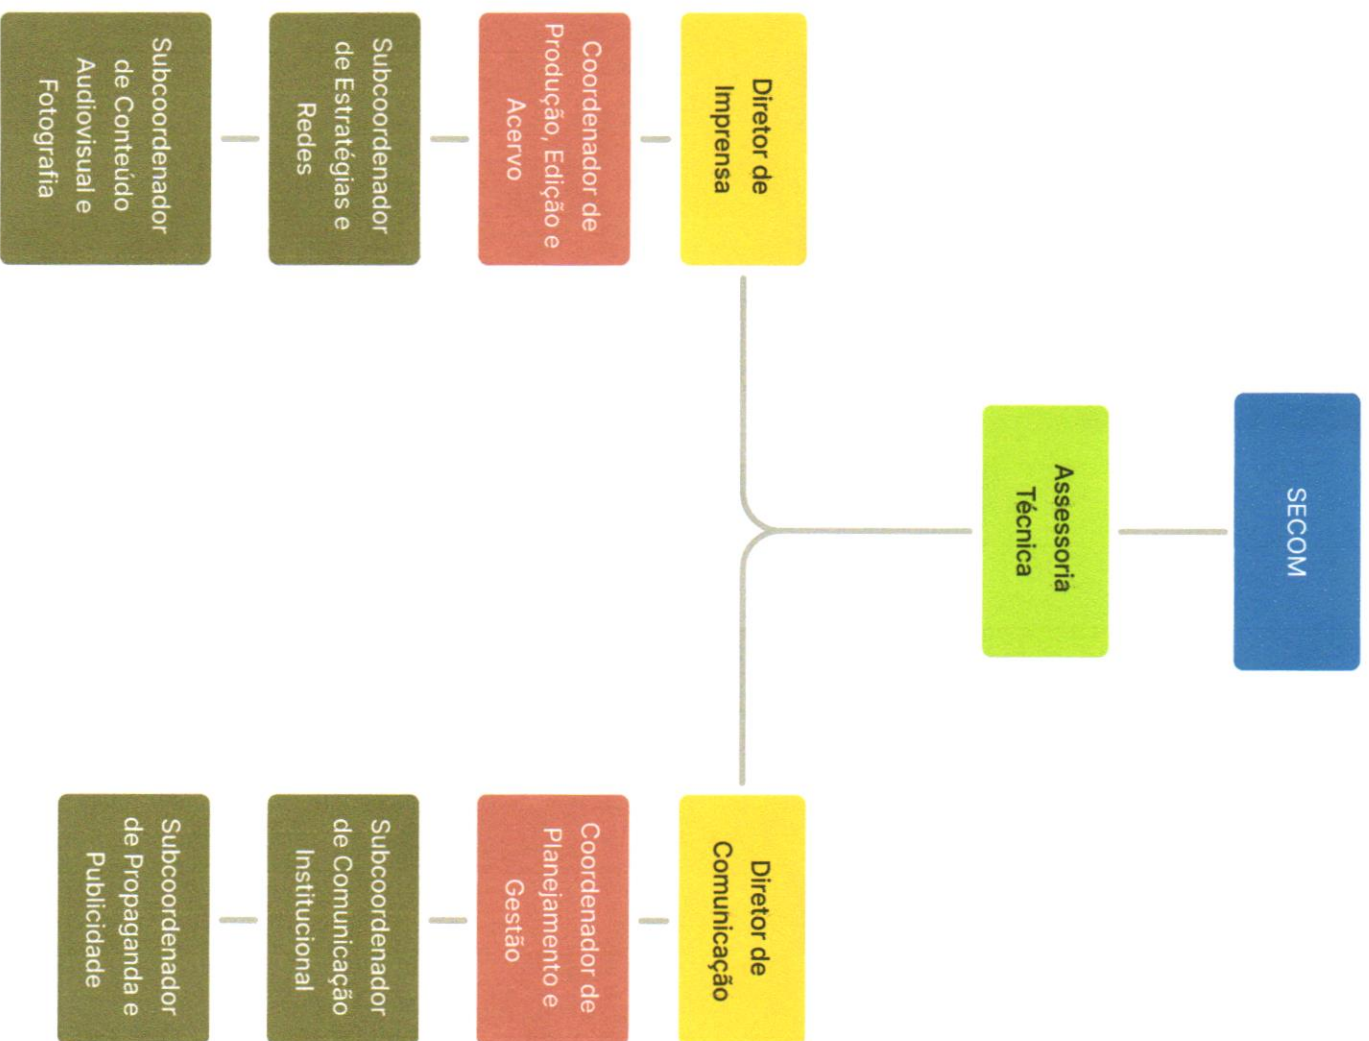 SECOM
Assessoria
Técnica
Diretor de
Imprensa
Diretor de
Comunicação
Coordenador de
Produção, Edição e
Acervo
Coordenador de
Planejamento e
Gestão
Subcoordenador
de Estratégias e
Redes
Subcoordenador
de Comunicação
Institucional
Subcoordenador
de Conteúdo
Audiovisual e
Fotografia
Subcoordenador
de Propaganda e
Publicidade